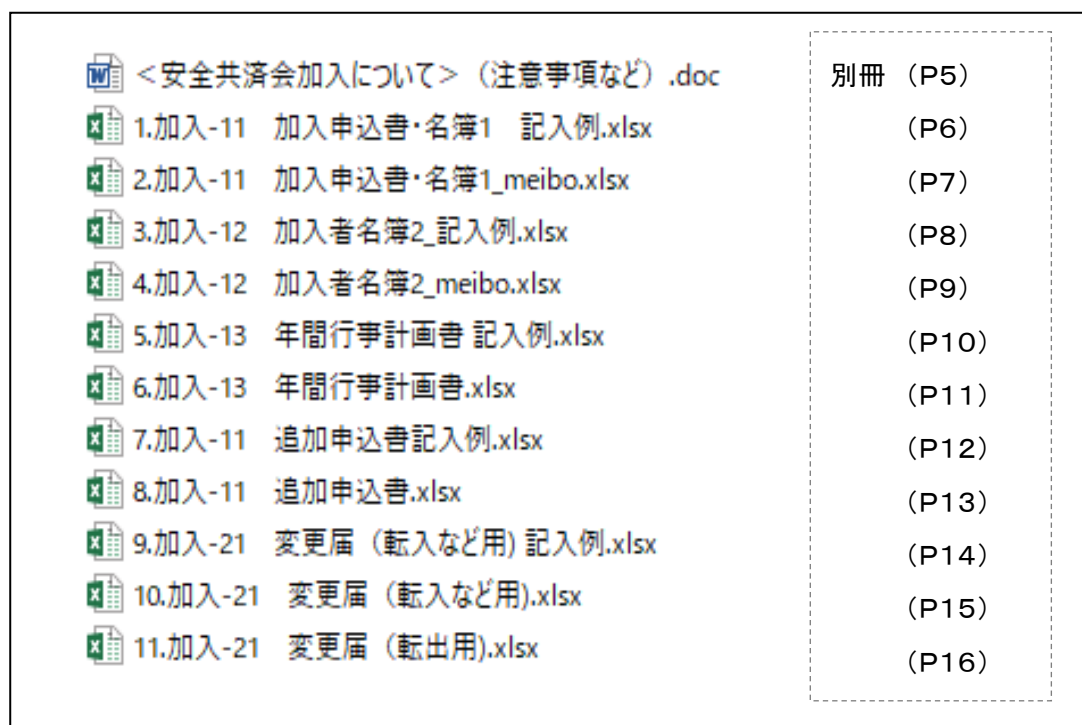 ＜安全共済会加入について＞（注意事項など）.doc 別冊（P5）
1.加入-11　加入申込書・名簿1　記入例.xlsx （P6）
2.加入-11　加入申込書・名簿1_meibo.xlsx （P7）
3.加入-12　加入者名簿2_記入例.xlsx （P8）
4.加入-12　加入者名簿2_meibo.xlsx （P9）
5.加入-13　年間行事計画書 記入例.xlsx （P10）
6.加入-13　年間行事計画書.xlsx （P11）
7.加入-11　追加申込書記入例.xlsx （P12）
8.加入-11　追加申込書.xlsx （P13）
9.加入-21　変更届（転入など用) 記入例.xlsx （P14）
10.加入-21　変更届（転入など用).xlsx （P15）
11.加入-21　変更届（転出用).xlsx （P16）